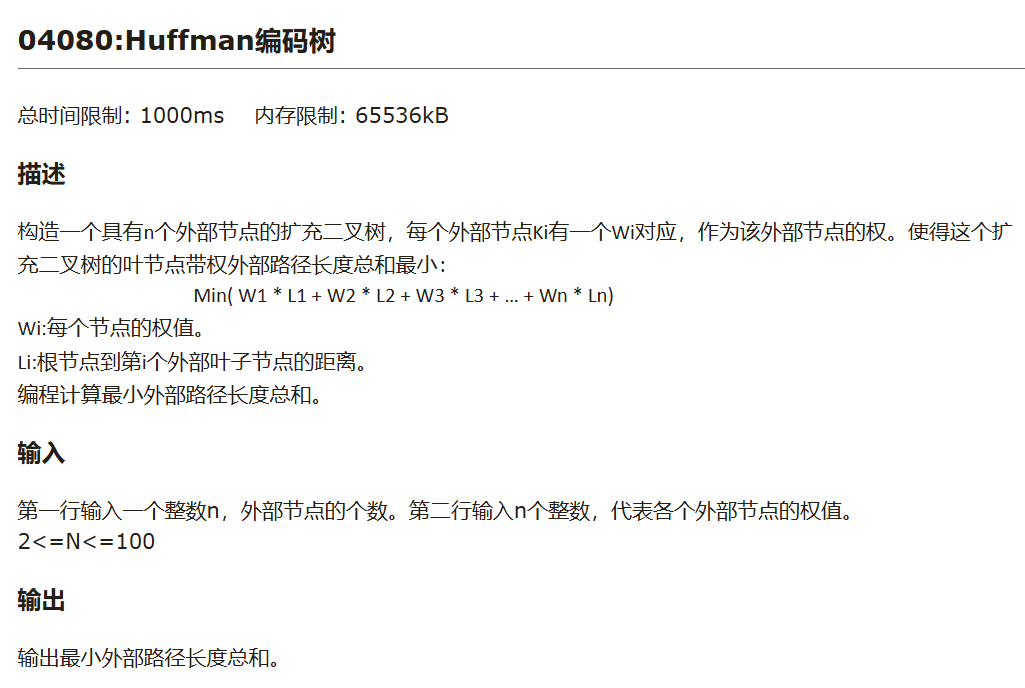 04080:Huffman编码树
总时间限制: 1000ms 内存限制: 65536kB
描述
构造一个具有n个外部节点的扩充二叉树，每个外部节点Ki有一个Wi对应，作为该外部节点的权。使得这个扩
充二叉树的叶节点带权外部路径长度总和最小：
Min( W1 * L1 + W2 * L2 + W3 * L3 + ... + Wn * Ln)
Wi:每个节点的权值。
Li:根节点到第i个外部叶子节点的距离。
编程计算最小外部路径长度总和。
输入
第一行输入一个整数n，外部节点的个数。第二行输入n个整数，代表各个外部节点的权值。
2<=N<=100
输出
输出最小外部路径长度总和。